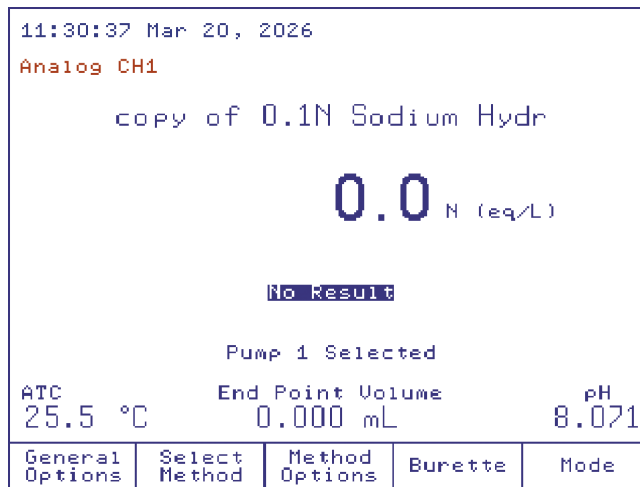 11:30:37 Mar 20, 2026
Analog CH1
copy of 0.1N Sodium Hydr
0.0 N (eq/L)
No Result
Pump 1 Selected
ATC End Point Volume pH
25.5 °C 0.000 mL 8.071
General Select Method Burette Mode
Options Method Options